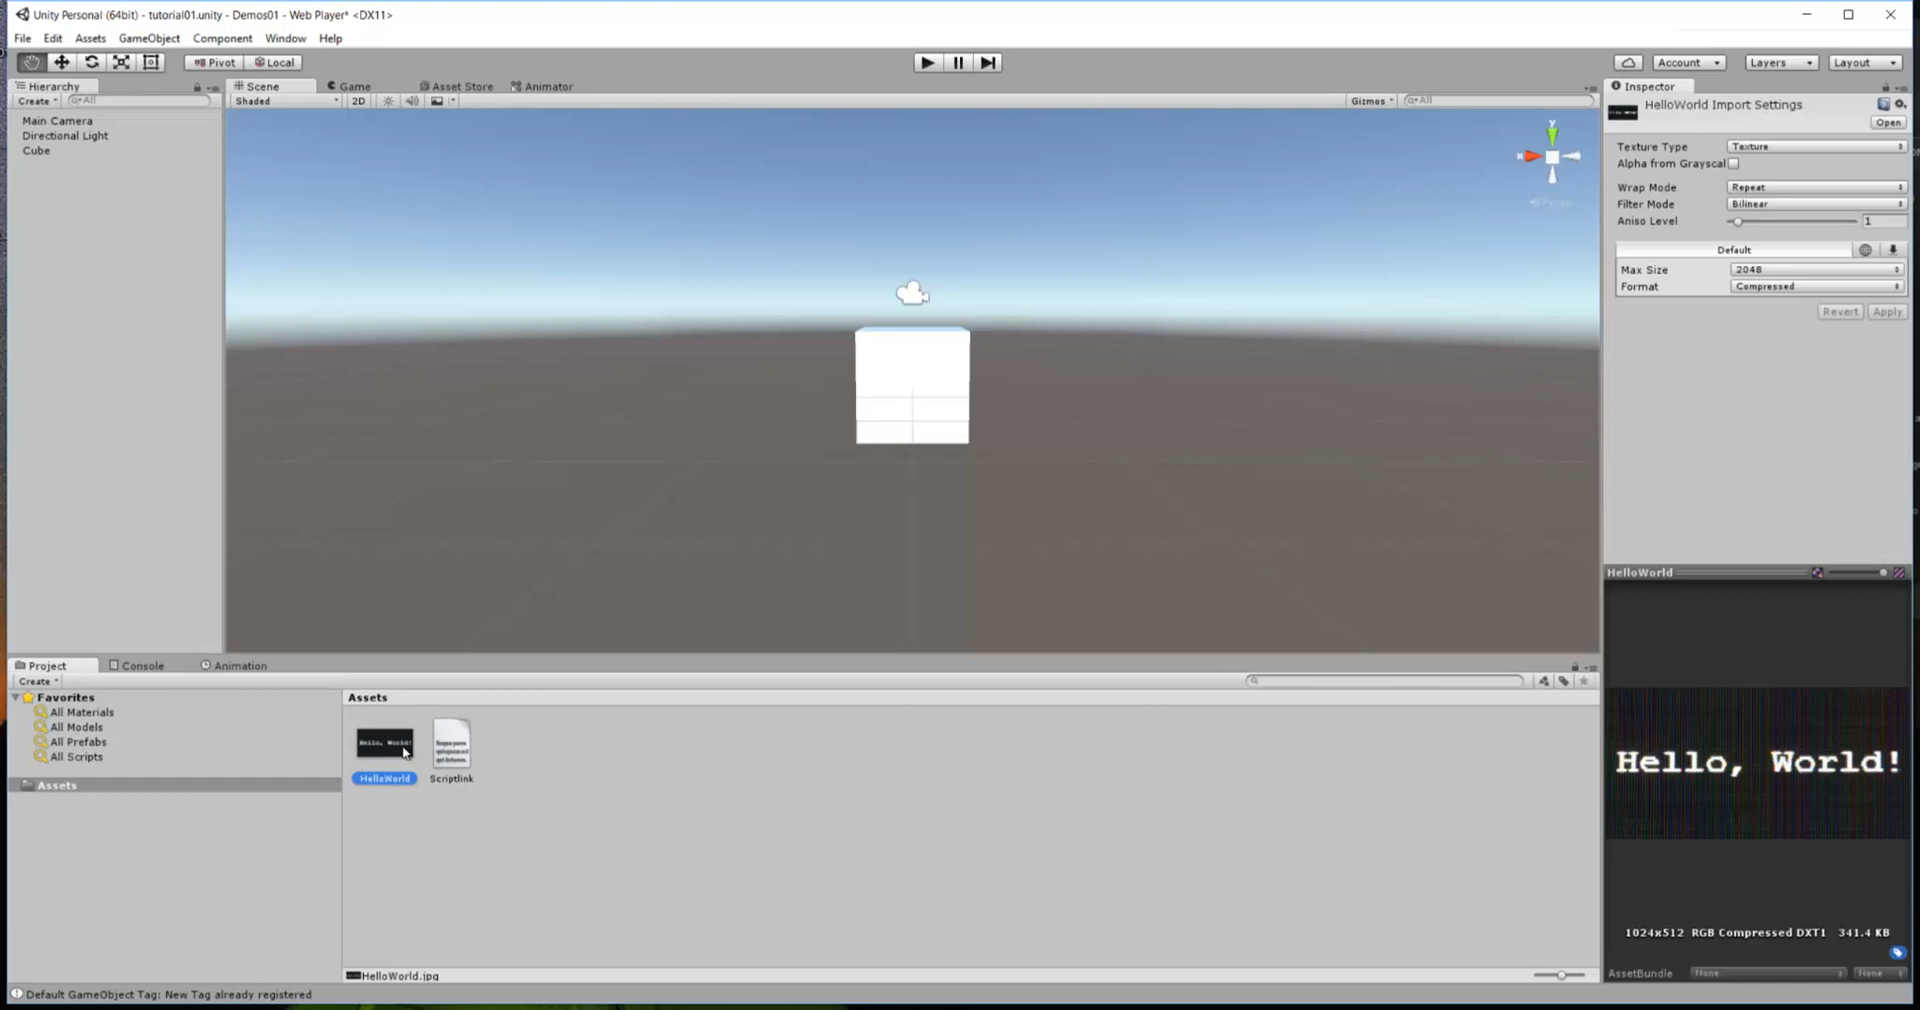 Unity Personal (64bit) - tutorial01.unity - Demos01 - Web Player* <DX11>
File Edit Assets GameObject Component Window Help
Pivot Local Account Layers Layout
Hierarchy
Create All
Main Camera
Directional Light
Cube
Scene Game Asset Store Animator
Shaded 2D Gizmos All
y
x
Persp
Inspector
HelloWorld Import Settings
Open
Texture Type Texture
Alpha from Grayscal
Wrap Mode Repeat
Filter Mode Bilinear
Aniso Level 1
Default
Max Size 2048
Format Compressed
Revert Apply
HelloWorld
Hello, World!
1024x512 RGB Compressed DXT1 341.4 KB
AssetBundle None None
Project Console Animation
Create
Favorites
All Materials
All Models
All Prefabs
All Scripts
Assets
Assets
Hello, World!
HelloWorld Scriptlink
HelloWorld.jpg
Default GameObject Tag: New Tag already registered